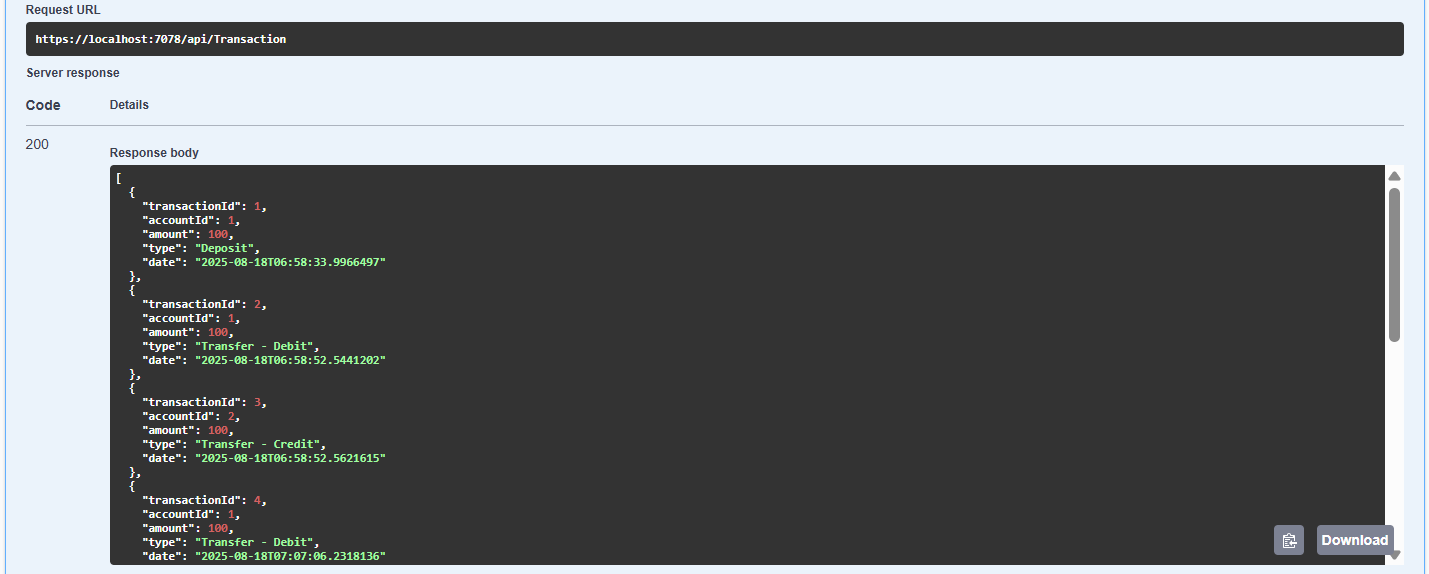 Request URL
https://localhost:7078/api/Transaction
Server response
Code Details
200
Response body
[
  {
    "transactionId": 1,
    "accountId": 1,
    "amount": 100,
    "type": "Deposit",
    "date": "2025-08-18T06:58:33.9966497"
  },
  {
    "transactionId": 2,
    "accountId": 1,
    "amount": 100,
    "type": "Transfer - Debit",
    "date": "2025-08-18T06:58:52.5441202"
  },
  {
    "transactionId": 3,
    "accountId": 2,
    "amount": 100,
    "type": "Transfer - Credit",
    "date": "2025-08-18T06:58:52.5621615"
  },
  {
    "transactionId": 4,
    "accountId": 1,
    "amount": 100,
    "type": "Transfer - Debit",
    "date": "2025-08-18T07:07:06.2318136"
Download